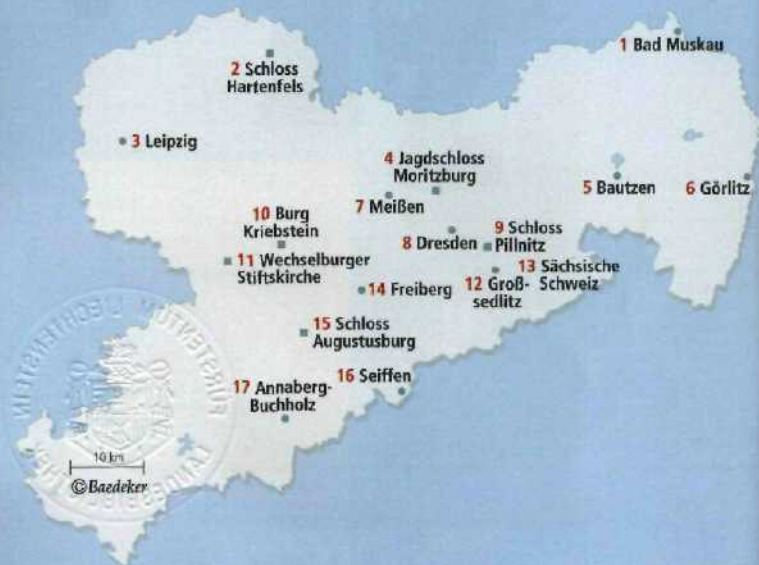 1 Bad Muskau
2 Schloss
Hartenfels
3 Leipzig
4 Jagdschloss
Moritzburg
5 Bautzen
6 Görlitz
7 Meißen
8 Dresden
9 Schloss
Pillnitz
10 Burg
Kriebstein
11 Wechselburger
Stiftskirche
12 Groß-
sedlitz
13 Sächsische
Schweiz
14 Freiberg
15 Schloss
Augustusburg
16 Seiffen
17 Annaberg-
Buchholz
10 km
©Baedeker
FÜRSTENTUM LIECHTENSTEIN